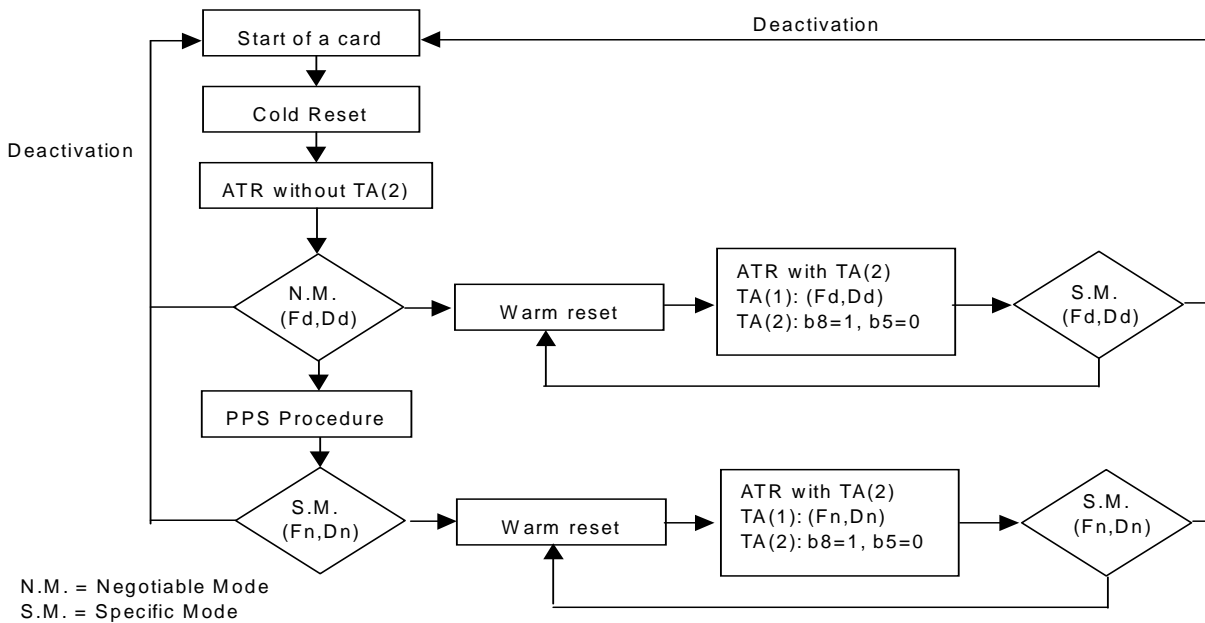 Deactivation
Start of a card
Cold Reset
Deactivation
ATR without TA(2)
N.M.
(Fd,Dd)
Warm reset
ATR with TA(2)
TA(1): (Fd,Dd)
TA(2): b8=1, b5=0
S.M.
(Fd,Dd)
PPS Procedure
S.M.
(Fn,Dn)
Warm reset
ATR with TA(2)
TA(1): (Fn,Dn)
TA(2): b8=1, b5=0
S.M.
(Fn,Dn)
N.M. = Negotiable Mode
S.M. = Specific Mode